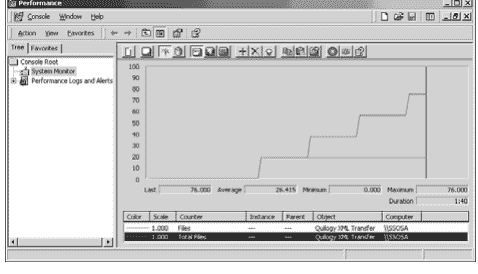 Performance
Console Window Help
Action View Favorites
Tree Favorites
Console Root
System Monitor
Performance Logs and Alerts
100
90
80
70
60
50
40
30
20
10
0
Last 76.000 Average 26.415 Minimum 0.000 Maximum 76.000
Duration 1:40
Color Scale Counter Instance Parent Object Computer
1.000 Files --- --- Quilogy XML Transfer \\SSOSA
1.000 Total Files --- --- Quilogy XML Transfer \\SSOSA